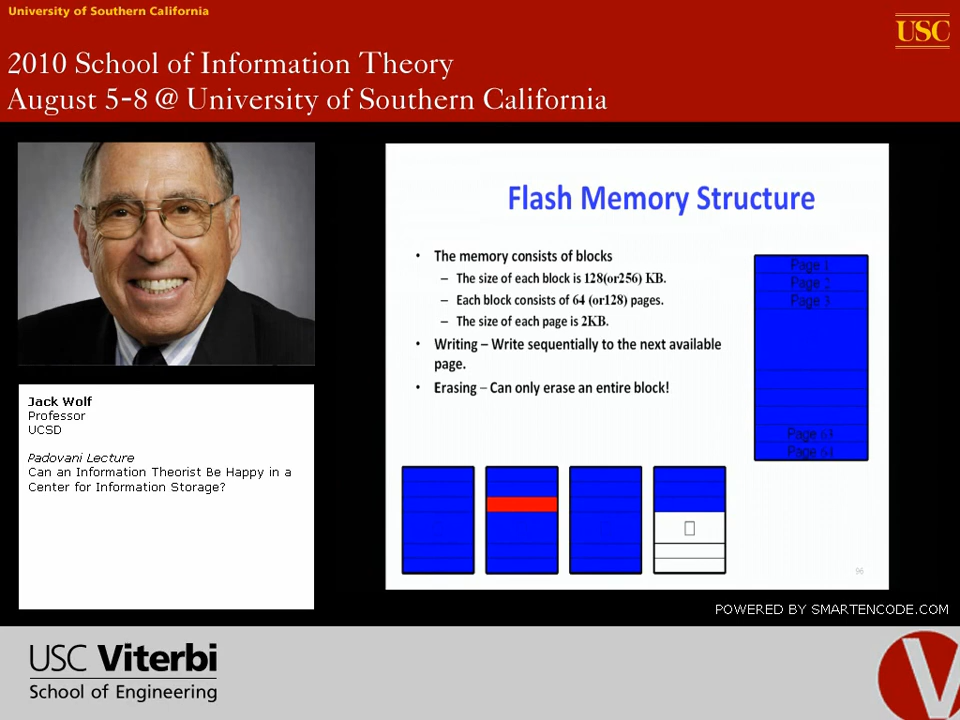 University of Southern California
USC
2010 School of Information Theory
August 5-8 @ University of Southern California
Jack Wolf
Professor
UCSD
Padovani Lecture
Can an Information Theorist Be Happy in a
Center for Information Storage?
Flash Memory Structure
• The memory consists of blocks
– The size of each block is 128(or256) KB.
– Each block consists of 64 (or128) pages.
– The size of each page is 2KB.
• Writing – Write sequentially to the next available
page.
• Erasing – Can only erase an entire block!
Page 1
Page 2
Page 3
Page 63
Page 64
96
POWERED BY SMARTENCODE.COM
USC Viterbi
School of Engineering
V